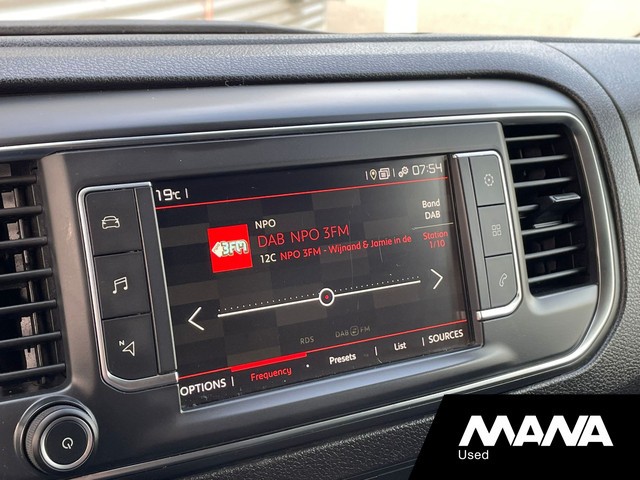 19°C
07:54
NPO
Band
DAB
3FM
DAB NPO 3FM
12C NPO 3FM - Wijnand & Jamie in de
Station
1/10
RDS
DAB FM
OPTIONS
Frequency
Presets
List
SOURCES
N
MANA
Used